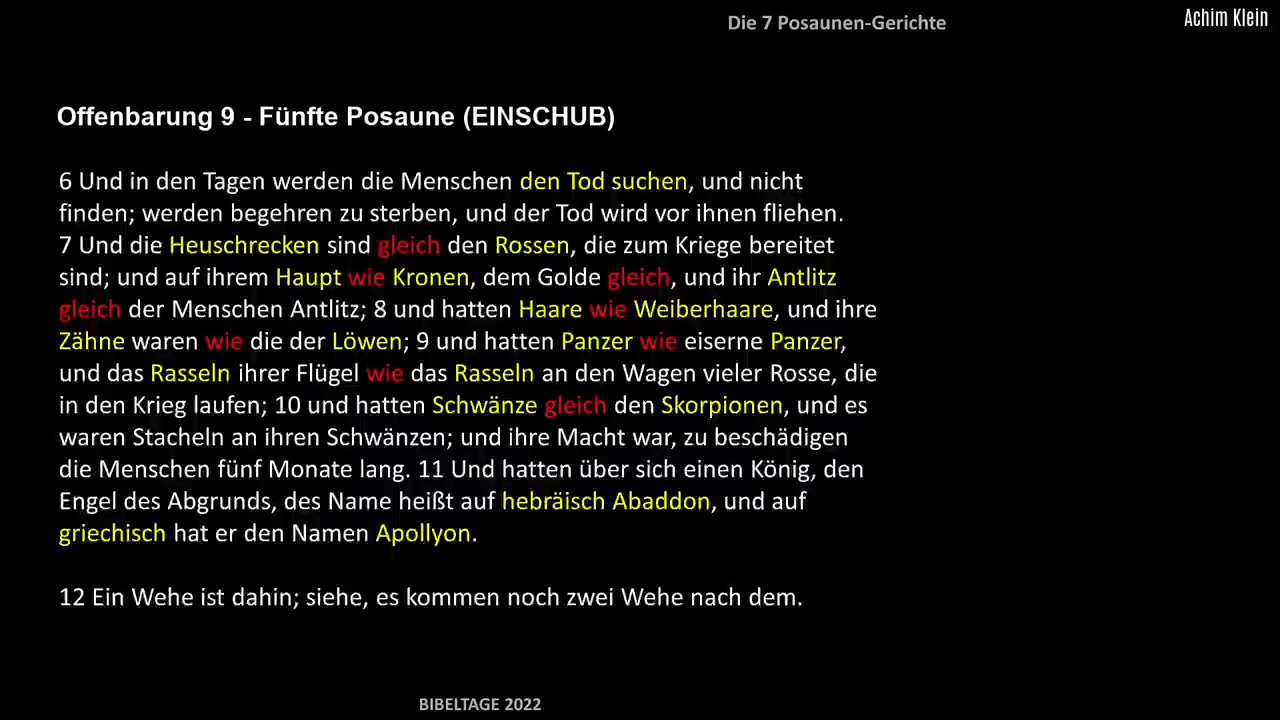 Die 7 Posaunen-Gerichte
Achim Klein
Offenbarung 9 - Fünfte Posaune (EINSCHUB)
6 Und in den Tagen werden die Menschen den Tod suchen, und nicht
finden; werden begehren zu sterben, und der Tod wird vor ihnen fliehen.
7 Und die Heuschrecken sind gleich den Rossen, die zum Kriege bereitet
sind; und auf ihrem Haupt wie Kronen, dem Golde gleich, und ihr Antlitz
gleich der Menschen Antlitz; 8 und hatten Haare wie Weiberhaare, und ihre
Zähne waren wie die der Löwen; 9 und hatten Panzer wie eiserne Panzer,
und das Rasseln ihrer Flügel wie das Rasseln an den Wagen vieler Rosse, die
in den Krieg laufen; 10 und hatten Schwänze gleich den Skorpionen, und es
waren Stacheln an ihren Schwänzen; und ihre Macht war, zu beschädigen
die Menschen fünf Monate lang. 11 Und hatten über sich einen König, den
Engel des Abgrunds, des Name heißt auf hebräisch Abaddon, und auf
griechisch hat er den Namen Apollyon.
12 Ein Wehe ist dahin; siehe, es kommen noch zwei Wehe nach dem.
BIBELTAGE 2022